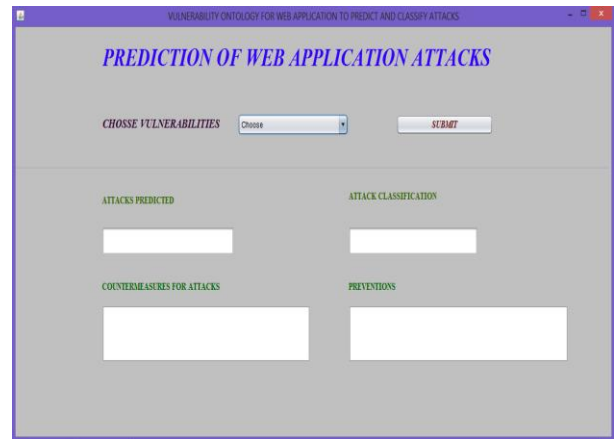 VULNERABILITY ONTOLOGY FOR WEB APPLICATION TO PREDICT AND CLASSIFY ATTACKS
PREDICTION OF WEB APPLICATION ATTACKS
CHOSSE VULNERABILITIES Choose SUBMIT
ATTACKS PREDICTED ATTACK CLASSIFICATION
COUNTERMEASURES FOR ATTACKS PREVENTIONS